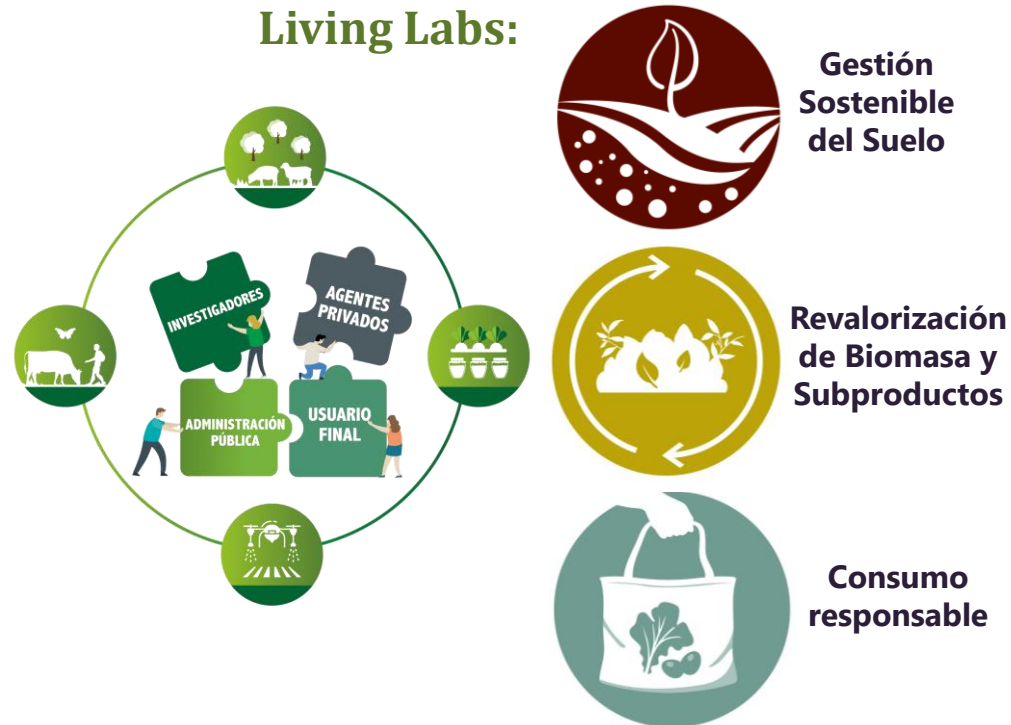 Living Labs:
INVESTIGADORES
AGENTES
PRIVADOS
ADMINISTRACIÓN
PÚBLICA
USUARIO
FINAL
Gestión
Sostenible
del Suelo
Revalorización
de Biomasa y
Subproductos
Consumo
responsable